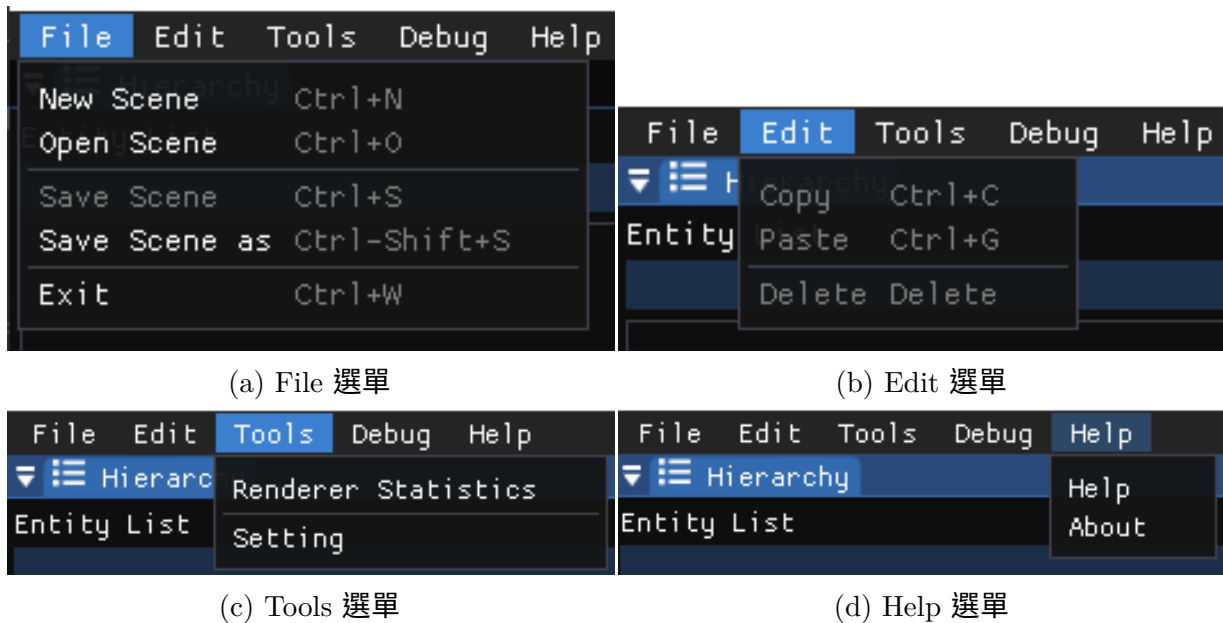 File Edit Tools Debug Help
Hierarchy
New Scene Ctrl+N
Open Scene Ctrl+O
Save Scene Ctrl+S
Save Scene as Ctrl-Shift+S
Exit Ctrl+W
(a) File 選單
File Edit Tools Debug Help
Copy Ctrl+C
Entity
Paste Ctrl+G
Delete Delete
(b) Edit 選單
File Edit Tools Debug Help
Hierarc
Renderer Statistics
Entity List
Setting
(c) Tools 選單
File Edit Tools Debug Help
Hierarchy
Help
Entity List
About
(d) Help 選單